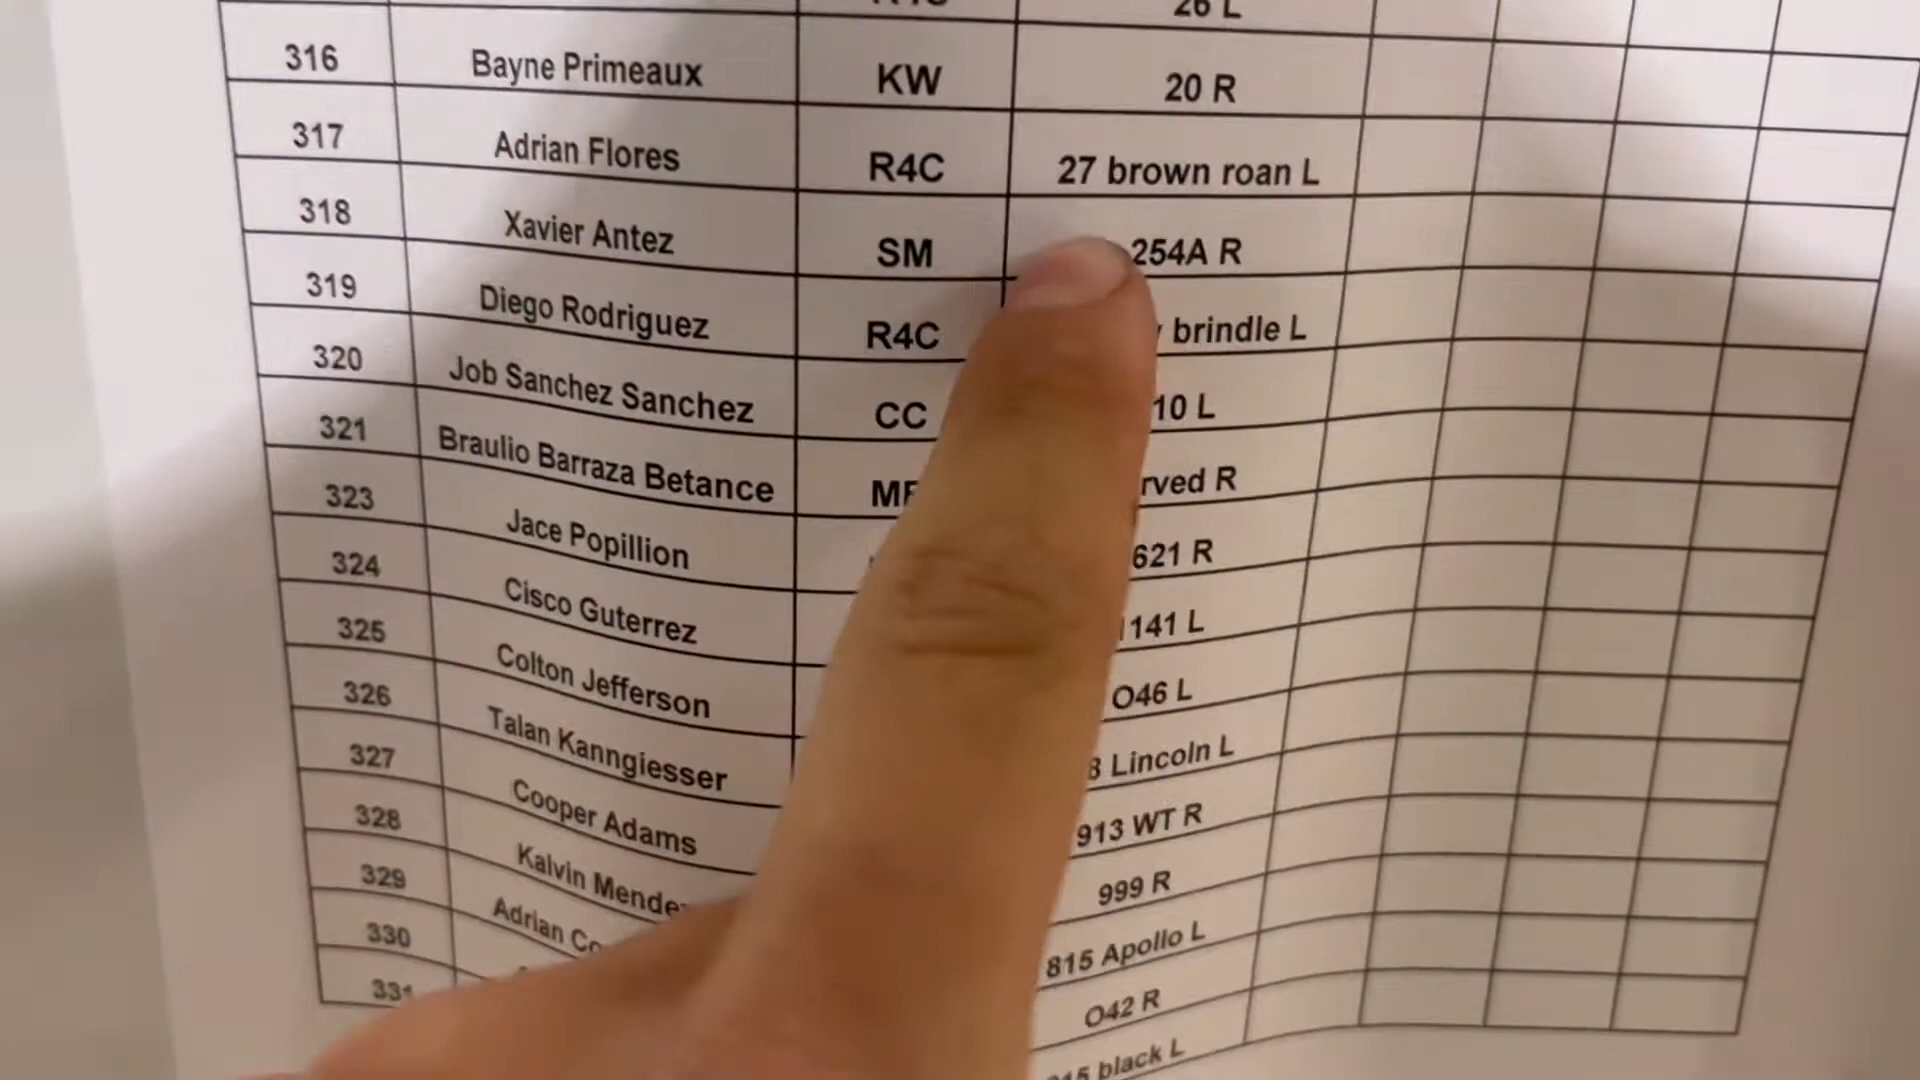 26 L
316 Bayne Primeaux KW 20 R
317 Adrian Flores R4C 27 brown roan L
318 Xavier Antez SM 254A R
319 Diego Rodriguez R4C brindle L
320 Job Sanchez Sanchez CC 10 L
321 Braulio Barraza Betance R
323 Jace Popillion 621 R
324 Cisco Guterrez 141 L
325 Colton Jefferson O46 L
326 Talan Kanngiesser Lincoln L
327 Cooper Adams 913 WT R
328 Kalvin 999 R
329 Adrian 815 Apollo L
330 O42 R
331 black L